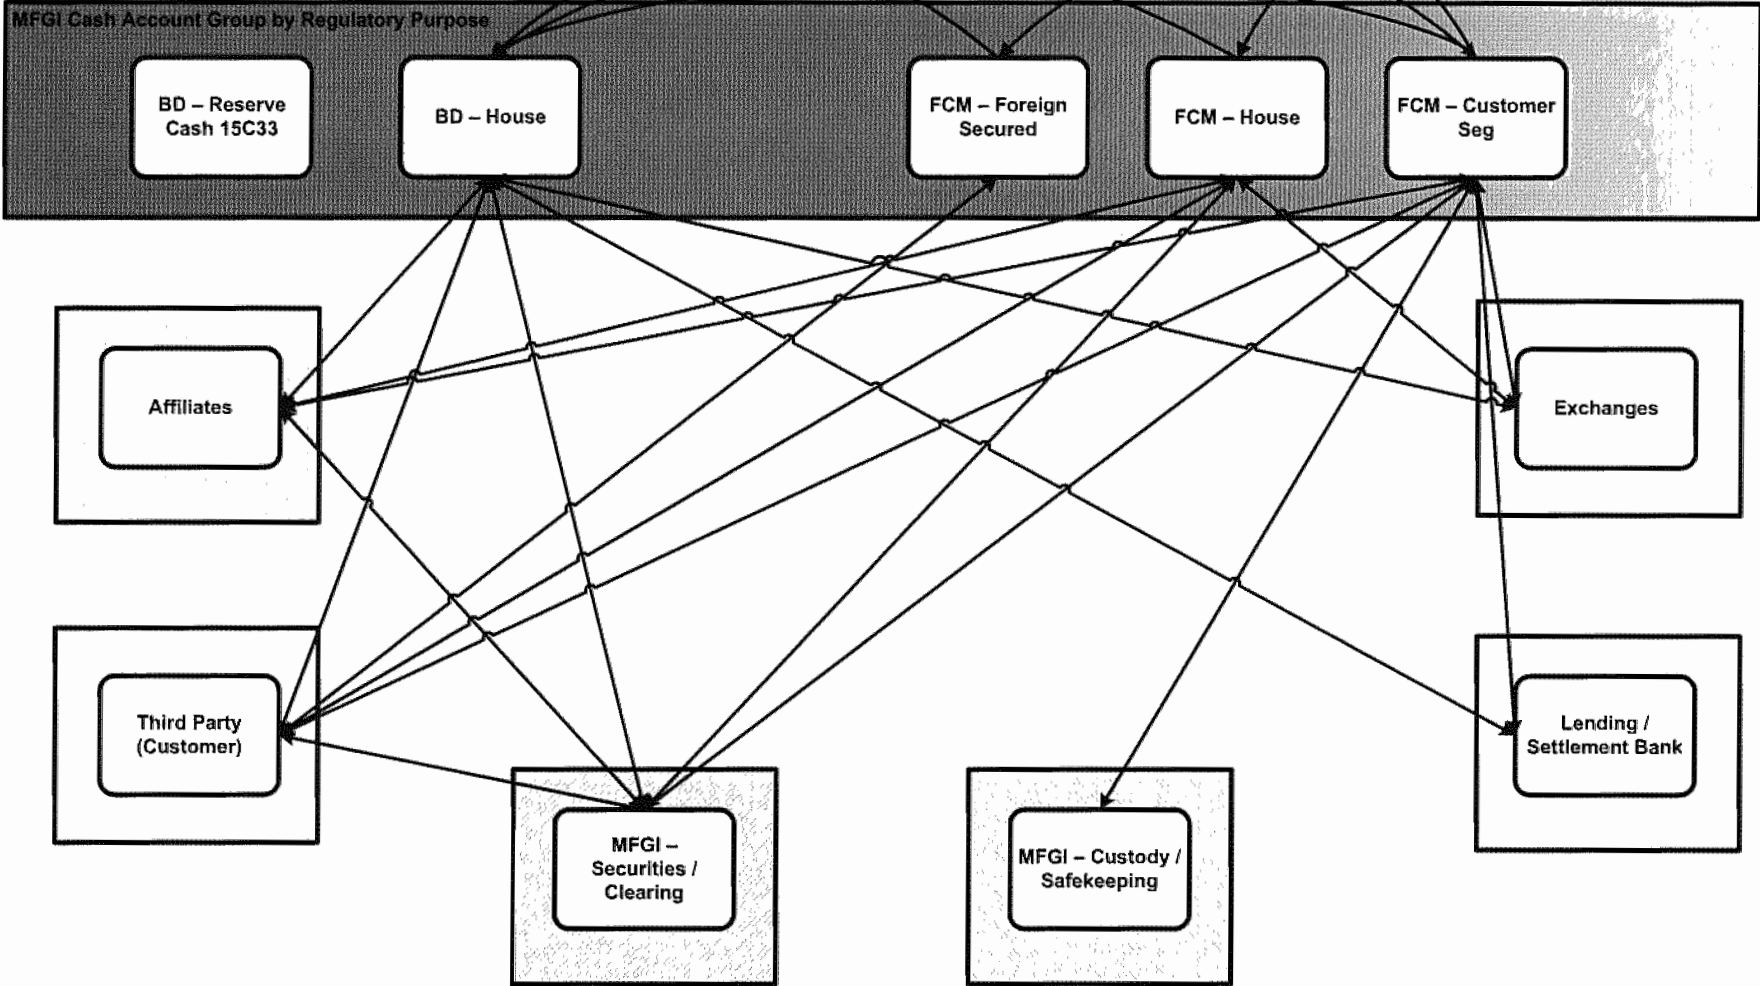 MFGI Cash Account Group by Regulatory Purpose
BD – Reserve
Cash 15C33
BD – House
FCM – Foreign
Secured
FCM – House
FCM – Customer
Seg
Affiliates
Exchanges
Third Party
(Customer)
Lending /
Settlement Bank
MFGI –
Securities /
Clearing
MFGI – Custody /
Safekeeping